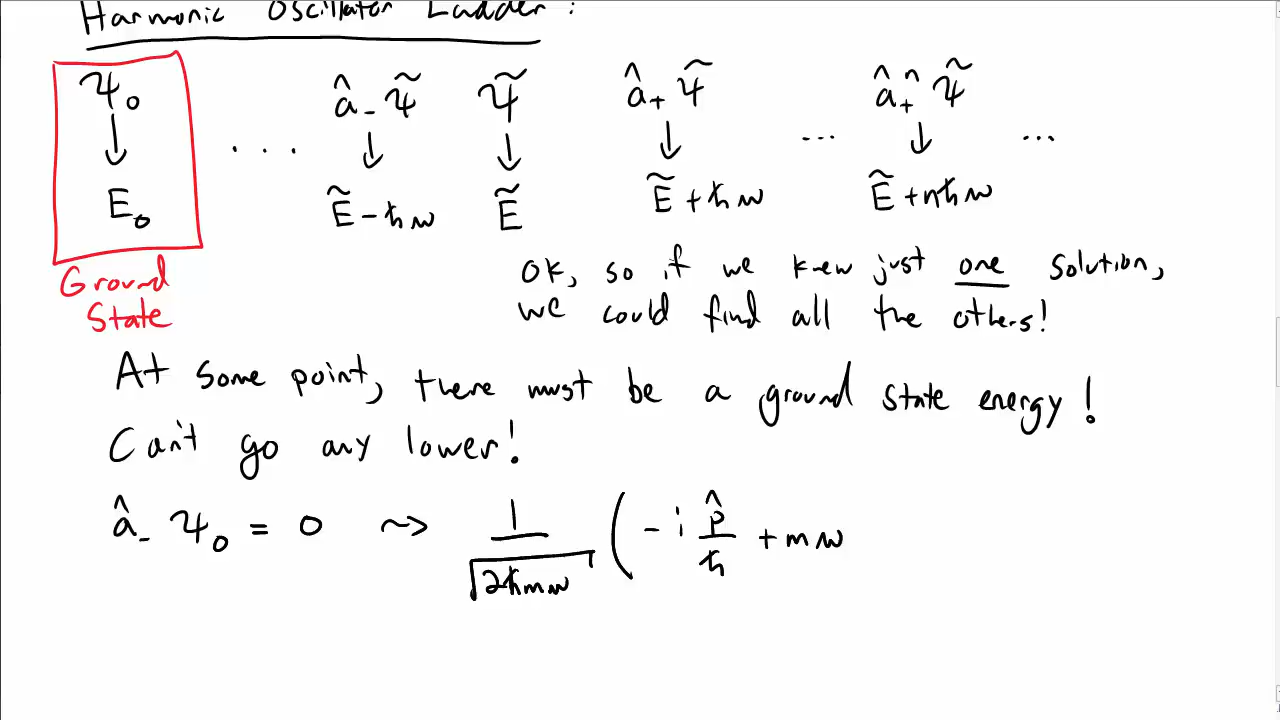 Harmonic Oscillator Ladder:
Ψ₀ ... â₋ Ψ̃ Ψ̃ â₊ Ψ̃ ... â₊ⁿ Ψ̃ ...
↓ ↓ ↓ ↓ ↓
E₀ Ẽ - ħω Ẽ Ẽ + ħω Ẽ + nħω
Ground
State
OK, so if we knew just one solution,
we could find all the others!
At some point, there must be a ground state energy!
Can't go any lower!
â₋ Ψ₀ = 0 ⇝ 1/√(2ħmω) ( -i p̂/ħ + mω